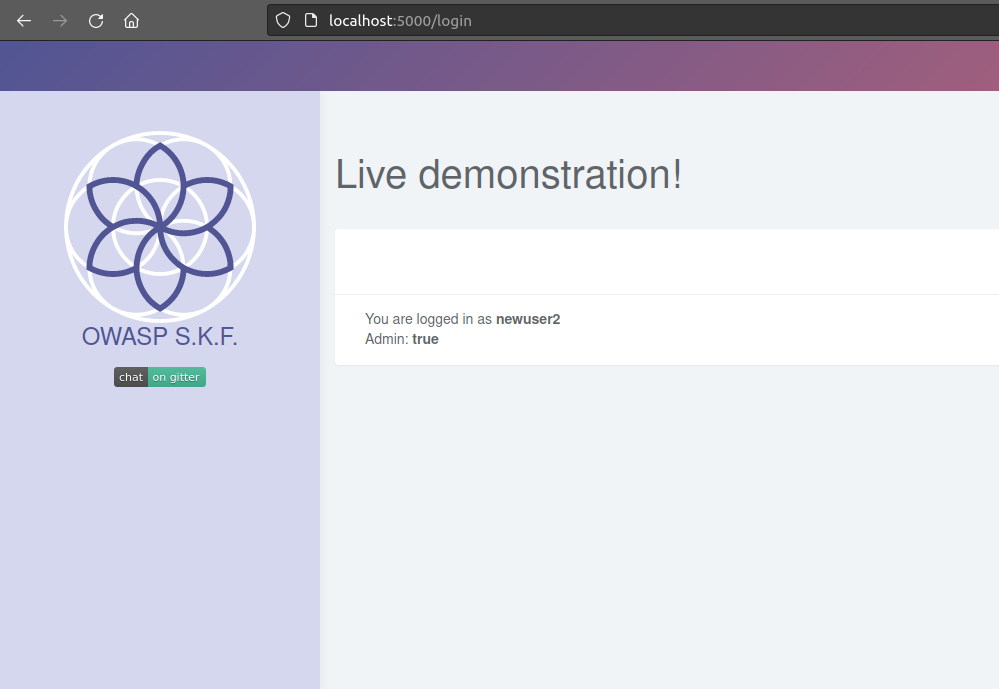 localhost:5000/login
OWASP S.K.F.
chat on gitter
Live demonstration!
You are logged in as newuser2
Admin: true